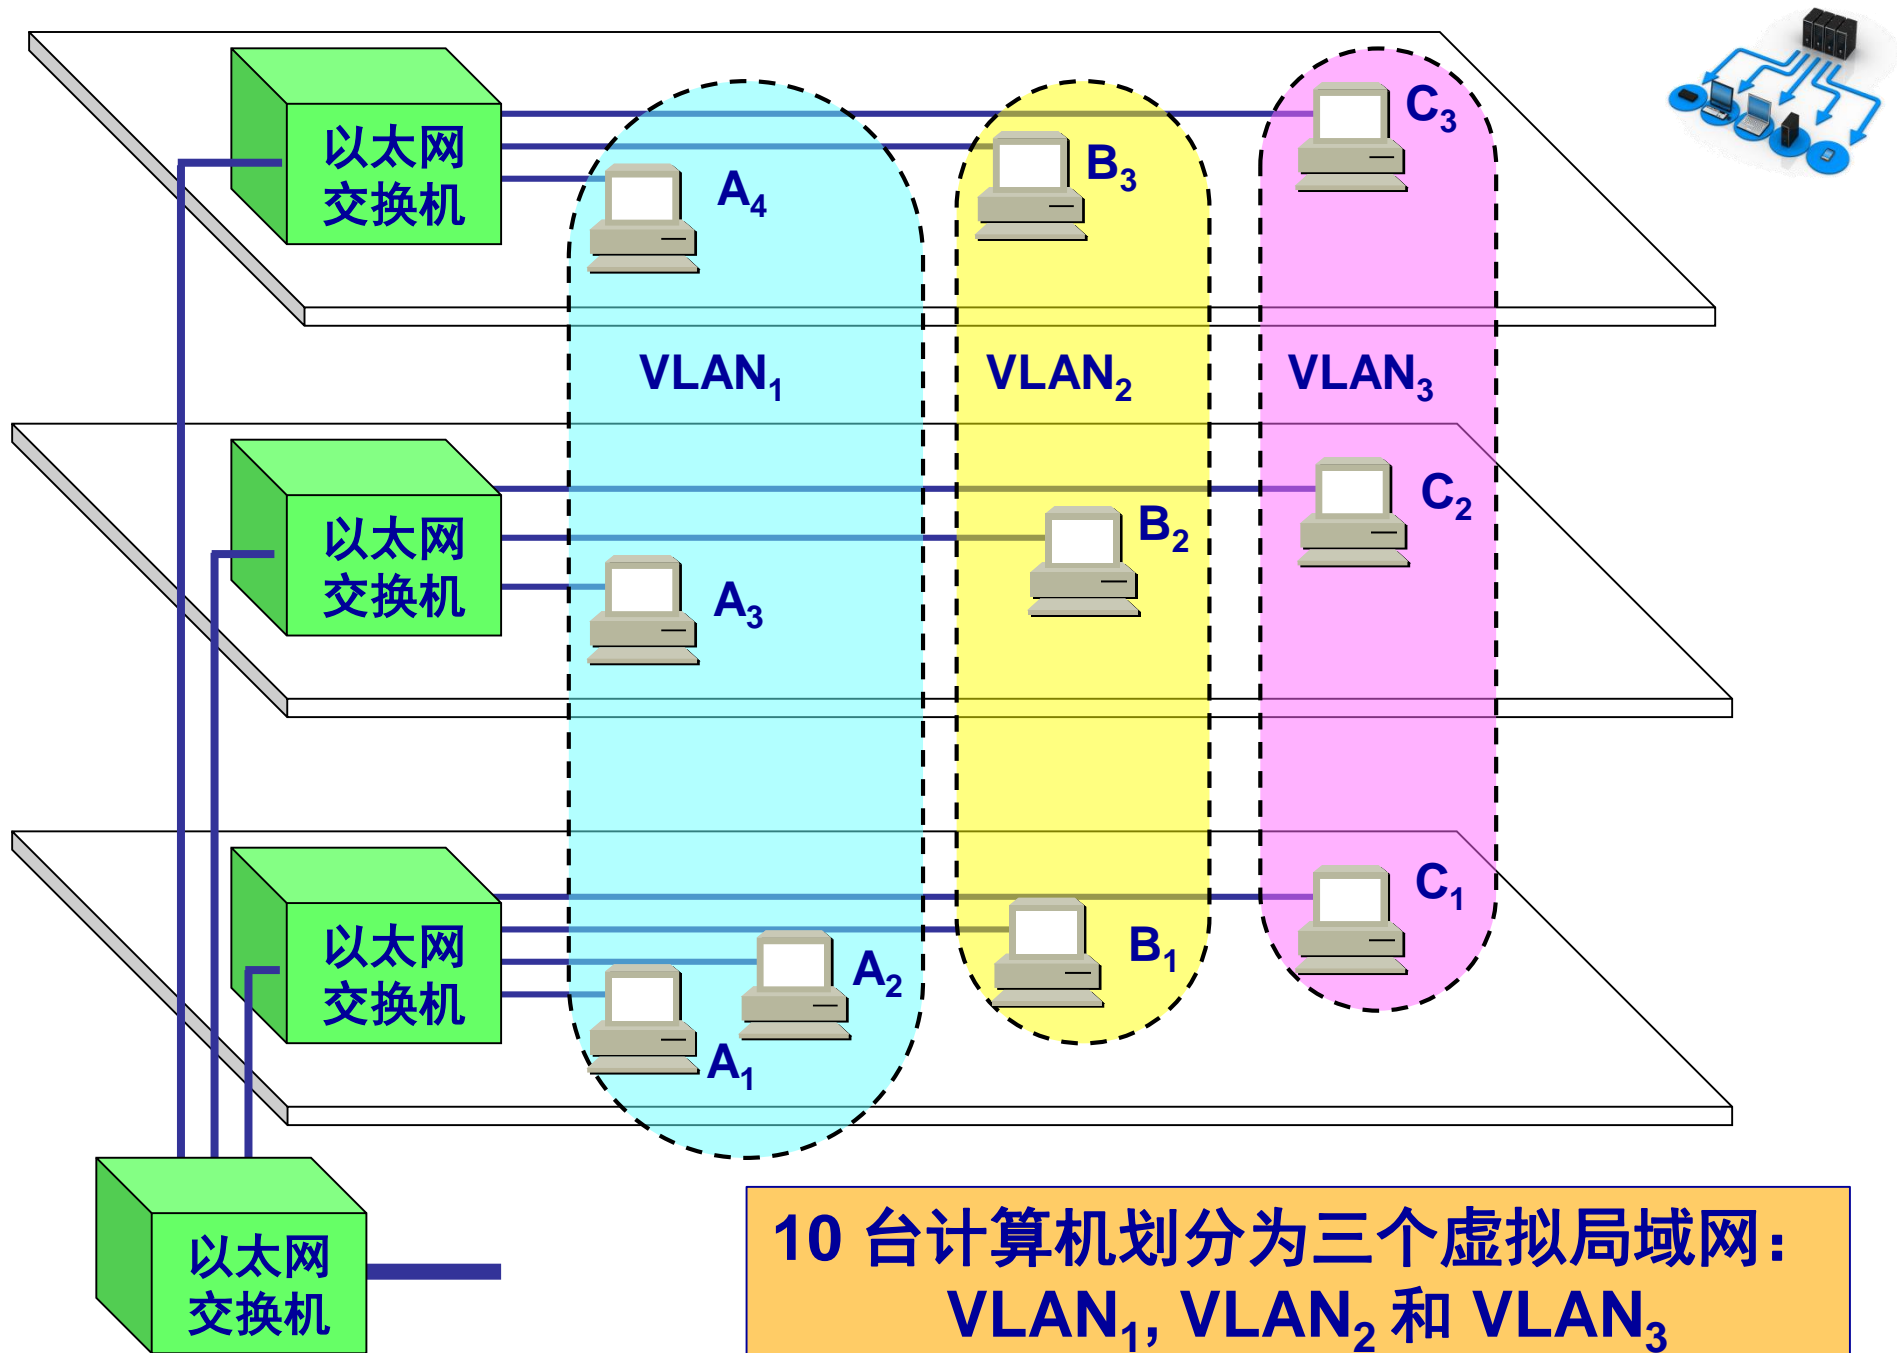 以太网
交换机
A4
B3
C3
VLAN1
VLAN2
VLAN3
以太网
交换机
A3
B2
C2
以太网
交换机
A1
A2
B1
C1
以太网
交换机
10 台计算机划分为三个虚拟局域网：
VLAN1, VLAN2 和 VLAN3